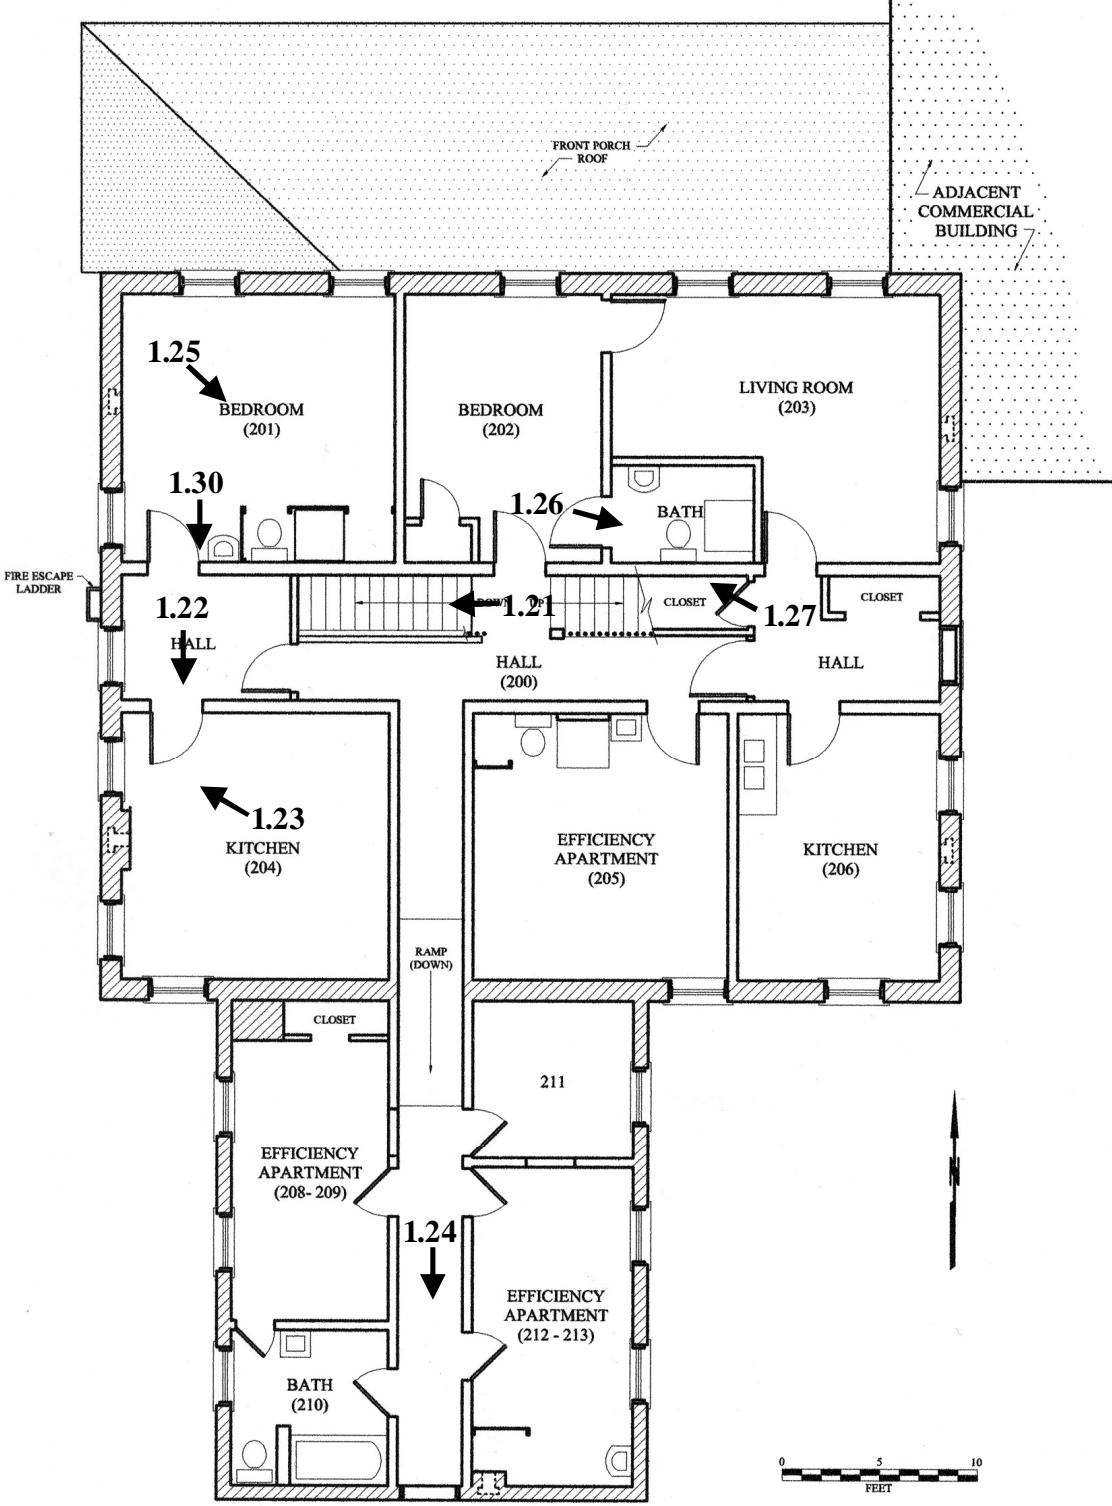 FRONT PORCH
ROOF
ADJACENT
COMMERCIAL
BUILDING
1.25
BEDROOM
(201)
BEDROOM
(202)
LIVING ROOM
(203)
1.30
1.26
BATH
FIRE ESCAPE
LADDER
1.22
HALL
DOWN
UP
1.21
CLOSET
1.27
CLOSET
HALL
(200)
HALL
1.23
KITCHEN
(204)
EFFICIENCY
APARTMENT
(205)
KITCHEN
(206)
RAMP
(DOWN)
CLOSET
211
EFFICIENCY
APARTMENT
(208- 209)
N
1.24
EFFICIENCY
APARTMENT
(212 - 213)
BATH
(210)
0 5 10
FEET